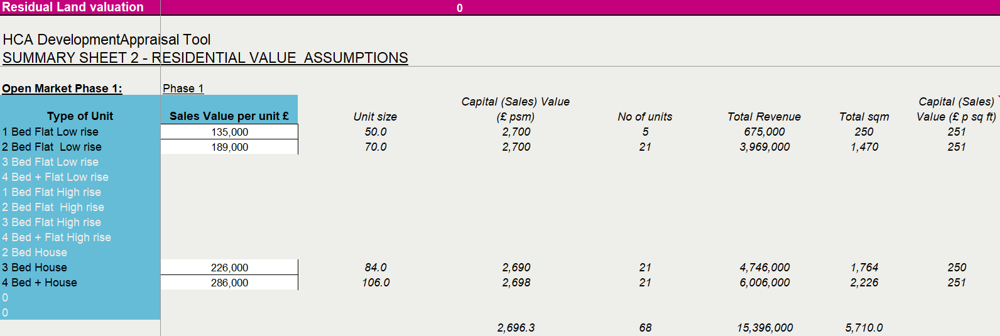 Residual Land valuation 0
HCA DevelopmentAppraisal Tool
SUMMARY SHEET 2 - RESIDENTIAL VALUE  ASSUMPTIONS
Open Market Phase 1: Phase 1
Capital (Sales) Value Capital (Sales)
Type of Unit Sales Value per unit £ Unit size (£ psm) No of units Total Revenue Total sqm Value (£ p sq ft)
1 Bed Flat Low rise 135,000 50.0 2,700 5 675,000 250 251
2 Bed Flat  Low rise 189,000 70.0 2,700 21 3,969,000 1,470 251
3 Bed Flat Low rise
4 Bed + Flat Low rise
1 Bed Flat High rise
2 Bed Flat  High rise
3 Bed Flat High rise
4 Bed + Flat High rise
2 Bed House
3 Bed House 226,000 84.0 2,690 21 4,746,000 1,764 250
4 Bed + House 286,000 106.0 2,698 21 6,006,000 2,226 251
0
0
2,696.3 68 15,396,000 5,710.0